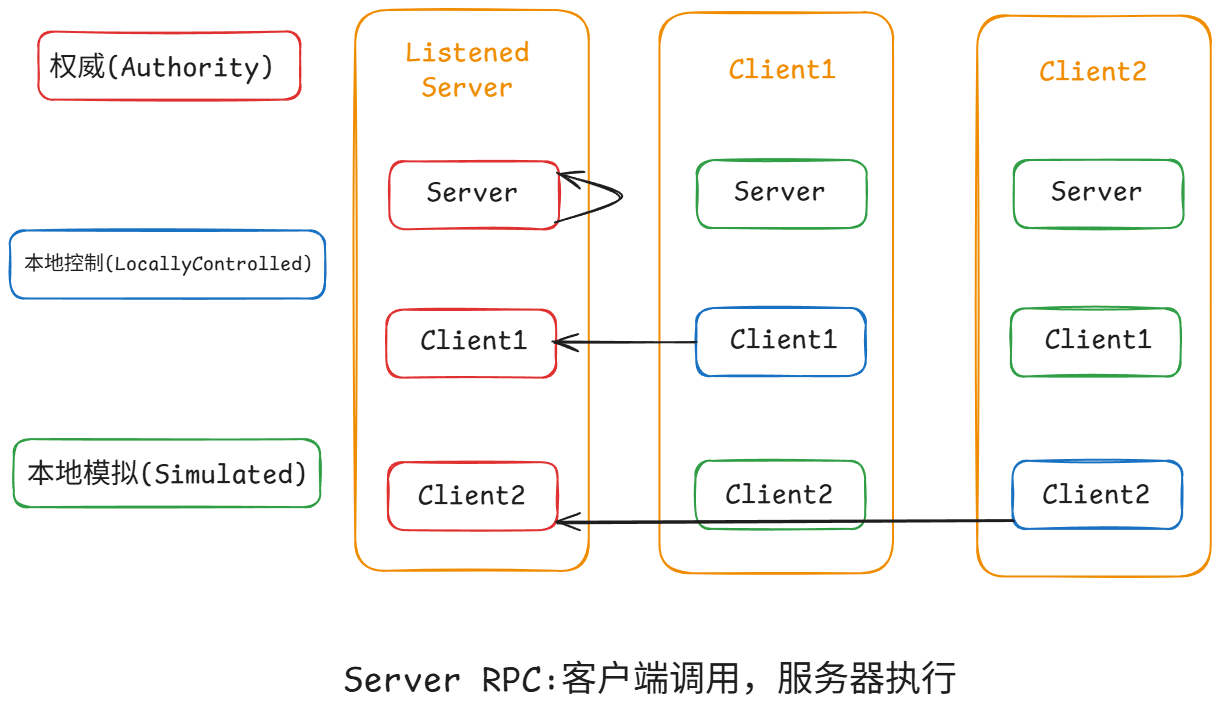 权威(Authority)
本地控制(LocallyControlled)
本地模拟(Simulated)
Listened
Server
Server
Client1
Client2
Client1
Server
Client1
Client2
Client2
Server
Client1
Client2
Server RPC:客户端调用，服务器执行